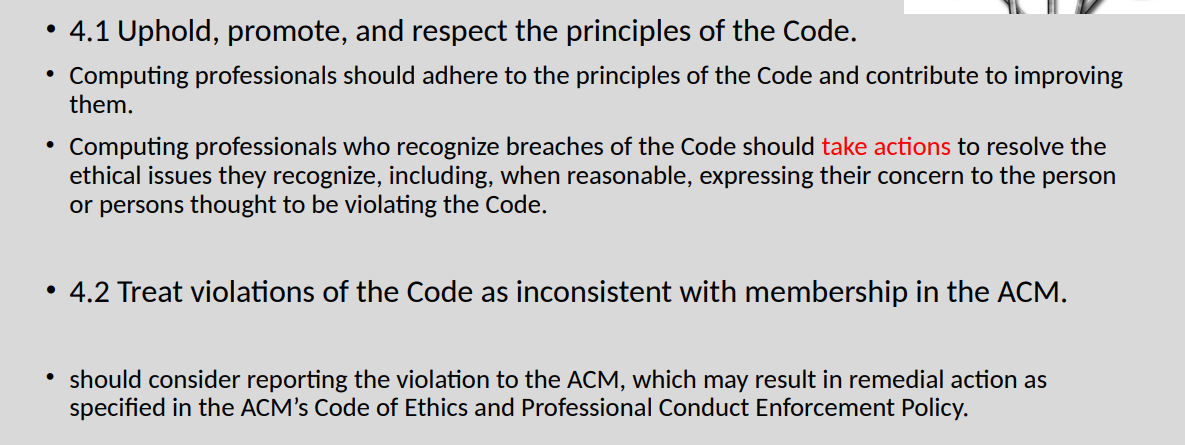 • 4.1 Uphold, promote, and respect the principles of the Code.
• Computing professionals should adhere to the principles of the Code and contribute to improving
them.
• Computing professionals who recognize breaches of the Code should take actions to resolve the
ethical issues they recognize, including, when reasonable, expressing their concern to the person
or persons thought to be violating the Code.
• 4.2 Treat violations of the Code as inconsistent with membership in the ACM.
• should consider reporting the violation to the ACM, which may result in remedial action as
specified in the ACM’s Code of Ethics and Professional Conduct Enforcement Policy.